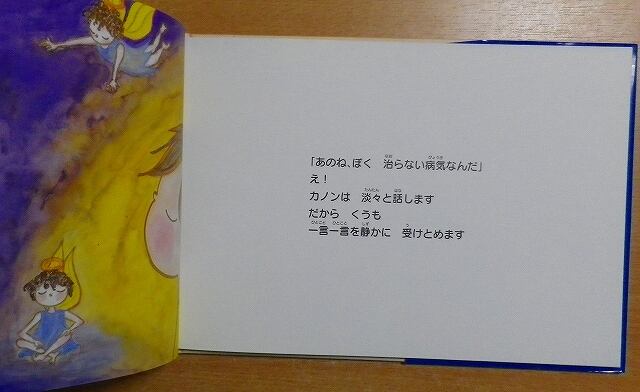 「あのね、ぼく　治らない病気なんだ」
え！
カノンは　淡々と話します
だから　くうも
一言一言を静かに　受けとめます